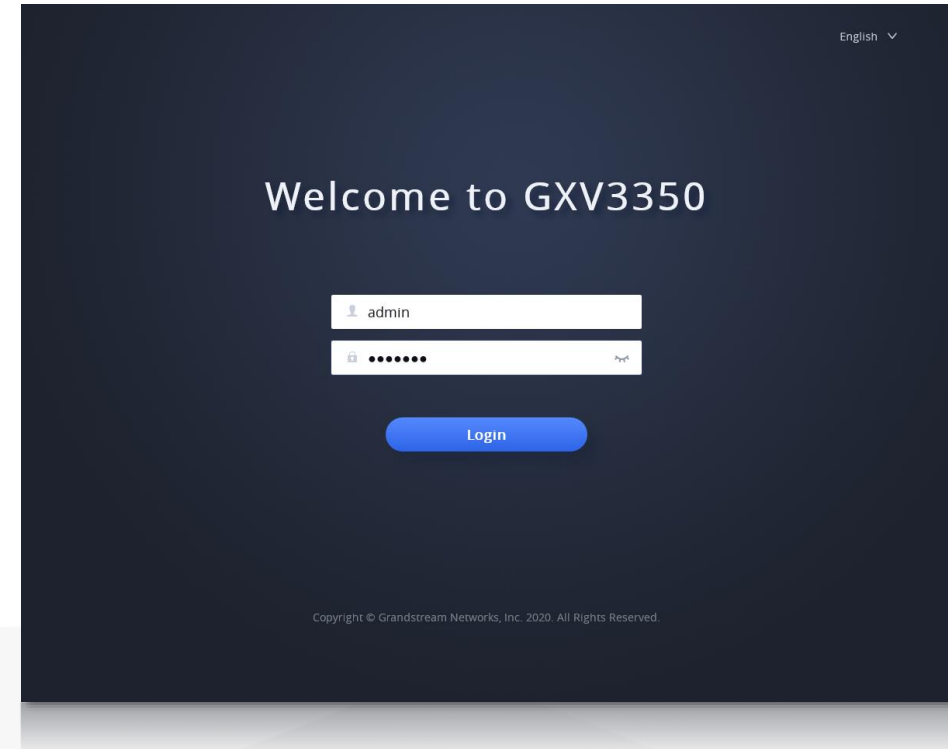 English
Welcome to GXV3350
admin
•••••••
Login
Copyright © Grandstream Networks, Inc. 2020. All Rights Reserved.